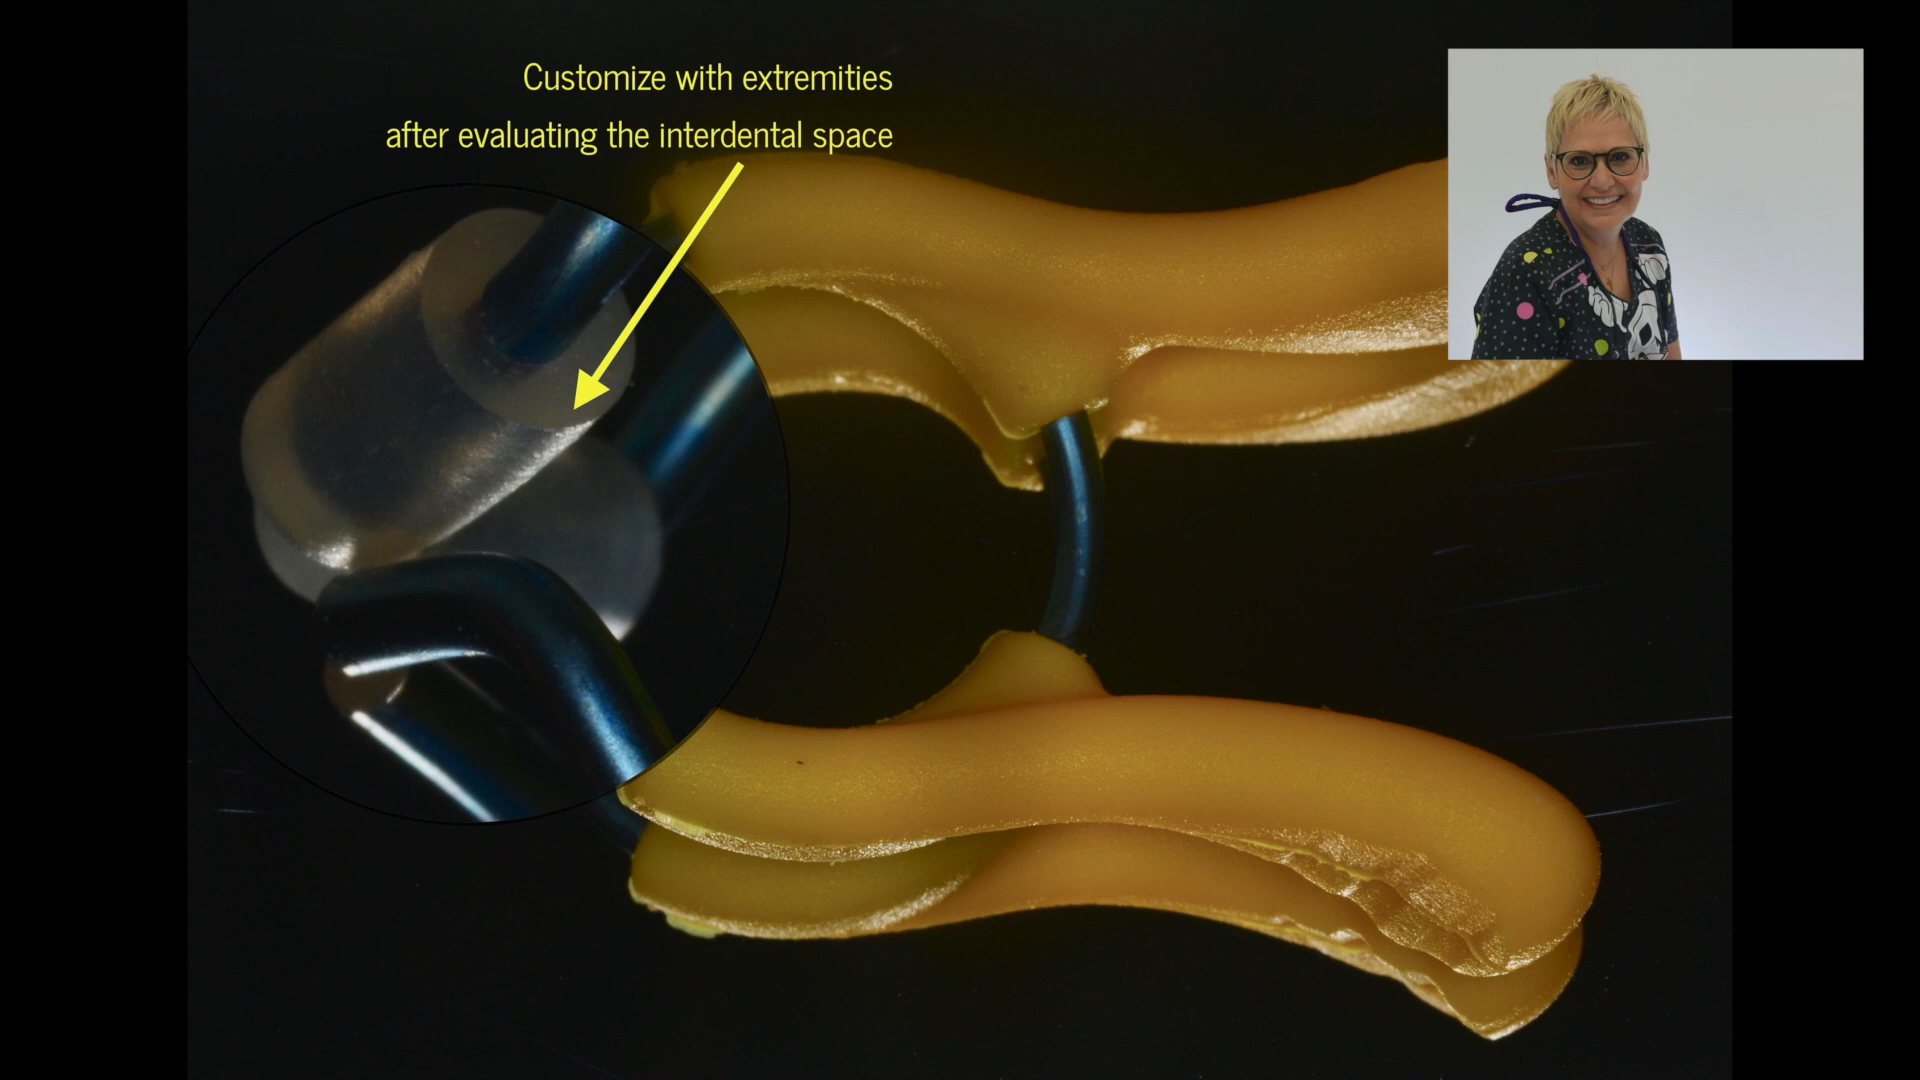 Customize with extremities
after evaluating the interdental space